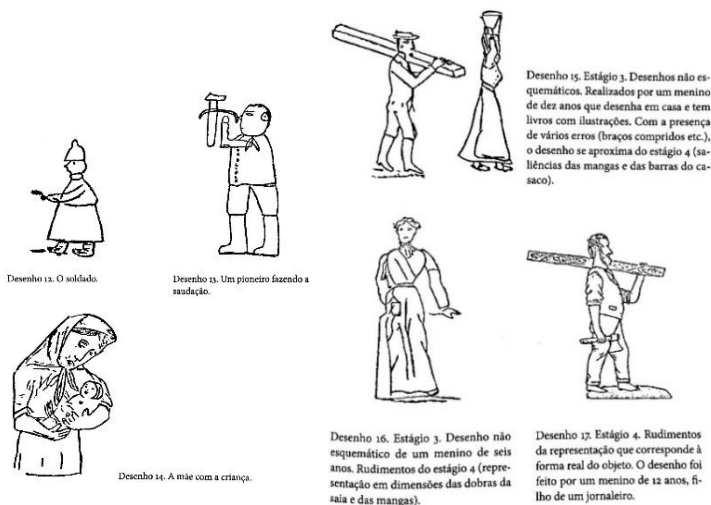 Desenho 12. O soldado.
Desenho 13. Um pioneiro fazendo a
saudação.
Desenho 14. A mãe com a criança.
Desenho 15. Estágio 3. Desenhos não es-
quemáticos. Realizados por um menino
de dez anos que desenha em casa e tem
livros com ilustrações. Com a presença
de vários erros (braços compridos etc.),
o desenho se aproxima do estágio 4 (sa-
liências das mangas e das barras do ca-
saco).
Desenho 16. Estágio 3. Desenho não
esquemático de um menino de seis
anos. Rudimentos do estágio 4 (repre-
sentação em dimensões das dobras da
saia e das mangas).
Desenho 17. Estágio 4. Rudimentos
da representação que corresponde à
forma real do objeto. O desenho foi
feito por um menino de 12 anos, fi-
lho de um jornaleiro.